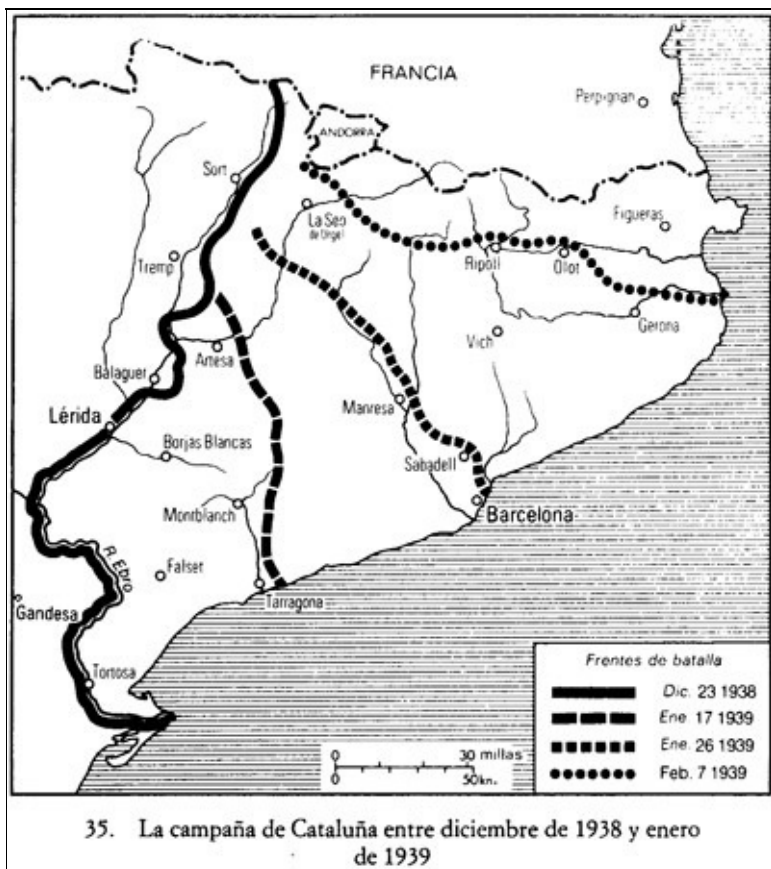 FRANCIA
Perpignan
ANDORRA
Sort
La Seo
de Urgel
Figueras
Tremp
Ripoll
Olot
Gerona
Vich
Artesa
Balaguer
Manresa
Lérida
Borjas Blancas
Sabadell
Montblanch
Barcelona
R. Ebro
Falset
Gandesa
Tarragona
Tortosa
Frentes de batalla
Dic. 23 1938
Ene 17 1939
Ene. 26 1939
Feb. 7 1939
0 30 millas
0 50 km.
35. La campaña de Cataluña entre diciembre de 1938 y enero
de 1939